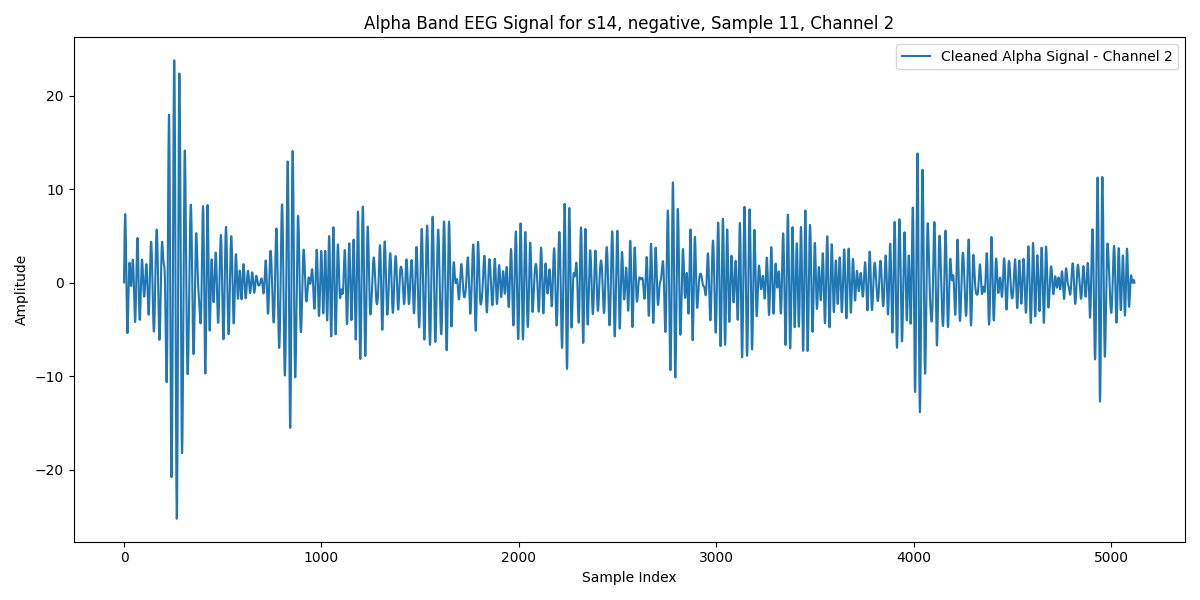 Alpha Band EEG Signal for s14, negative, Sample 11, Channel 2
Cleaned Alpha Signal - Channel 2
Amplitude
20
10
0
−10
−20
0 1000 2000 3000 4000 5000
Sample Index